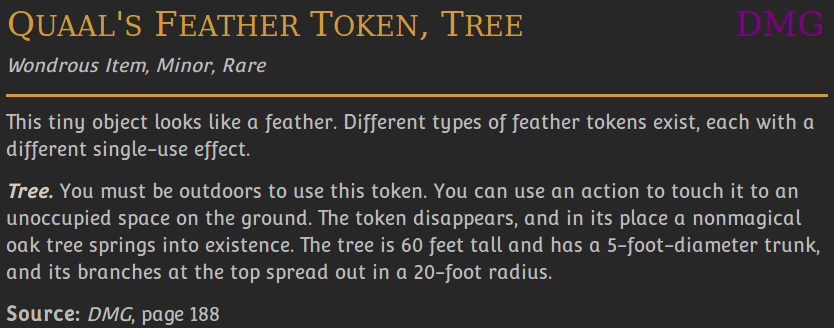 Quaal's Feather Token, Tree DMG
Wondrous Item, Minor, Rare
This tiny object looks like a feather. Different types of feather tokens exist, each with a
different single-use effect.
Tree. You must be outdoors to use this token. You can use an action to touch it to an
unoccupied space on the ground. The token disappears, and in its place a nonmagical
oak tree springs into existence. The tree is 60 feet tall and has a 5-foot-diameter trunk,
and its branches at the top spread out in a 20-foot radius.
Source: DMG, page 188